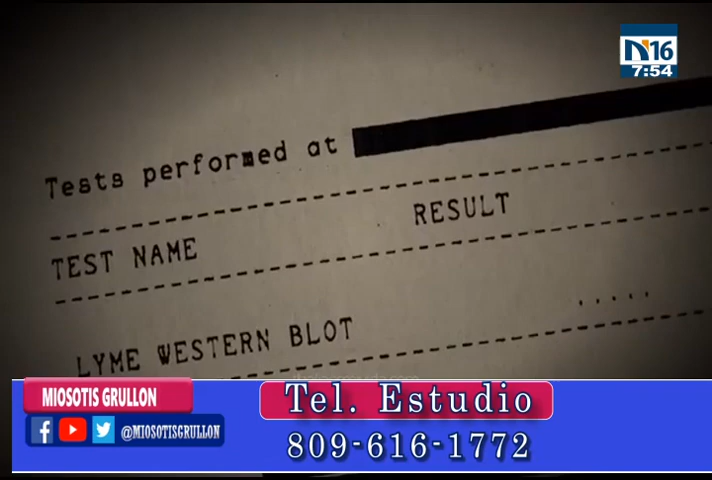 N16
7:54
Tests performed at
TEST NAME RESULT
LYME WESTERN BLOT .....
MIOSOTIS GRULLON
@MIOSOTISGRULLON
Tel. Estudio
809-616-1772